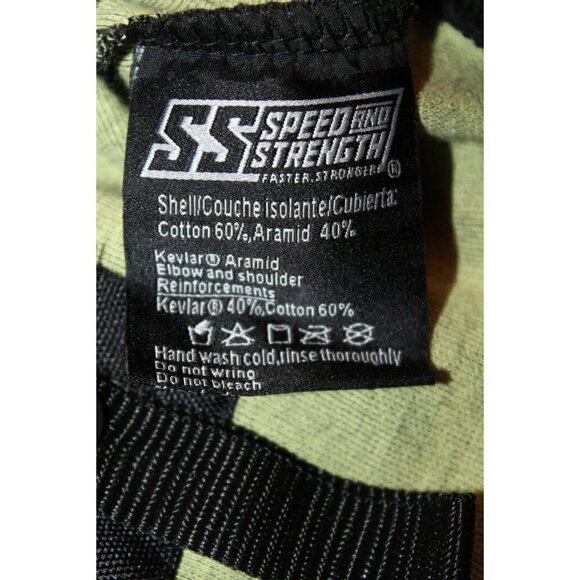 SS SPEED AND
STRENGTH
FASTER.STRONGER ®
Shell/Couche isolante/Cubierta:
Cotton 60%,Aramid 40%
Kevlar® Aramid
Elbow and shoulder
Reinforcements
Kevlar® 40%,Cotton 60%
Hand wash cold,rinse thoroughly
Do not wring
Do not bleach